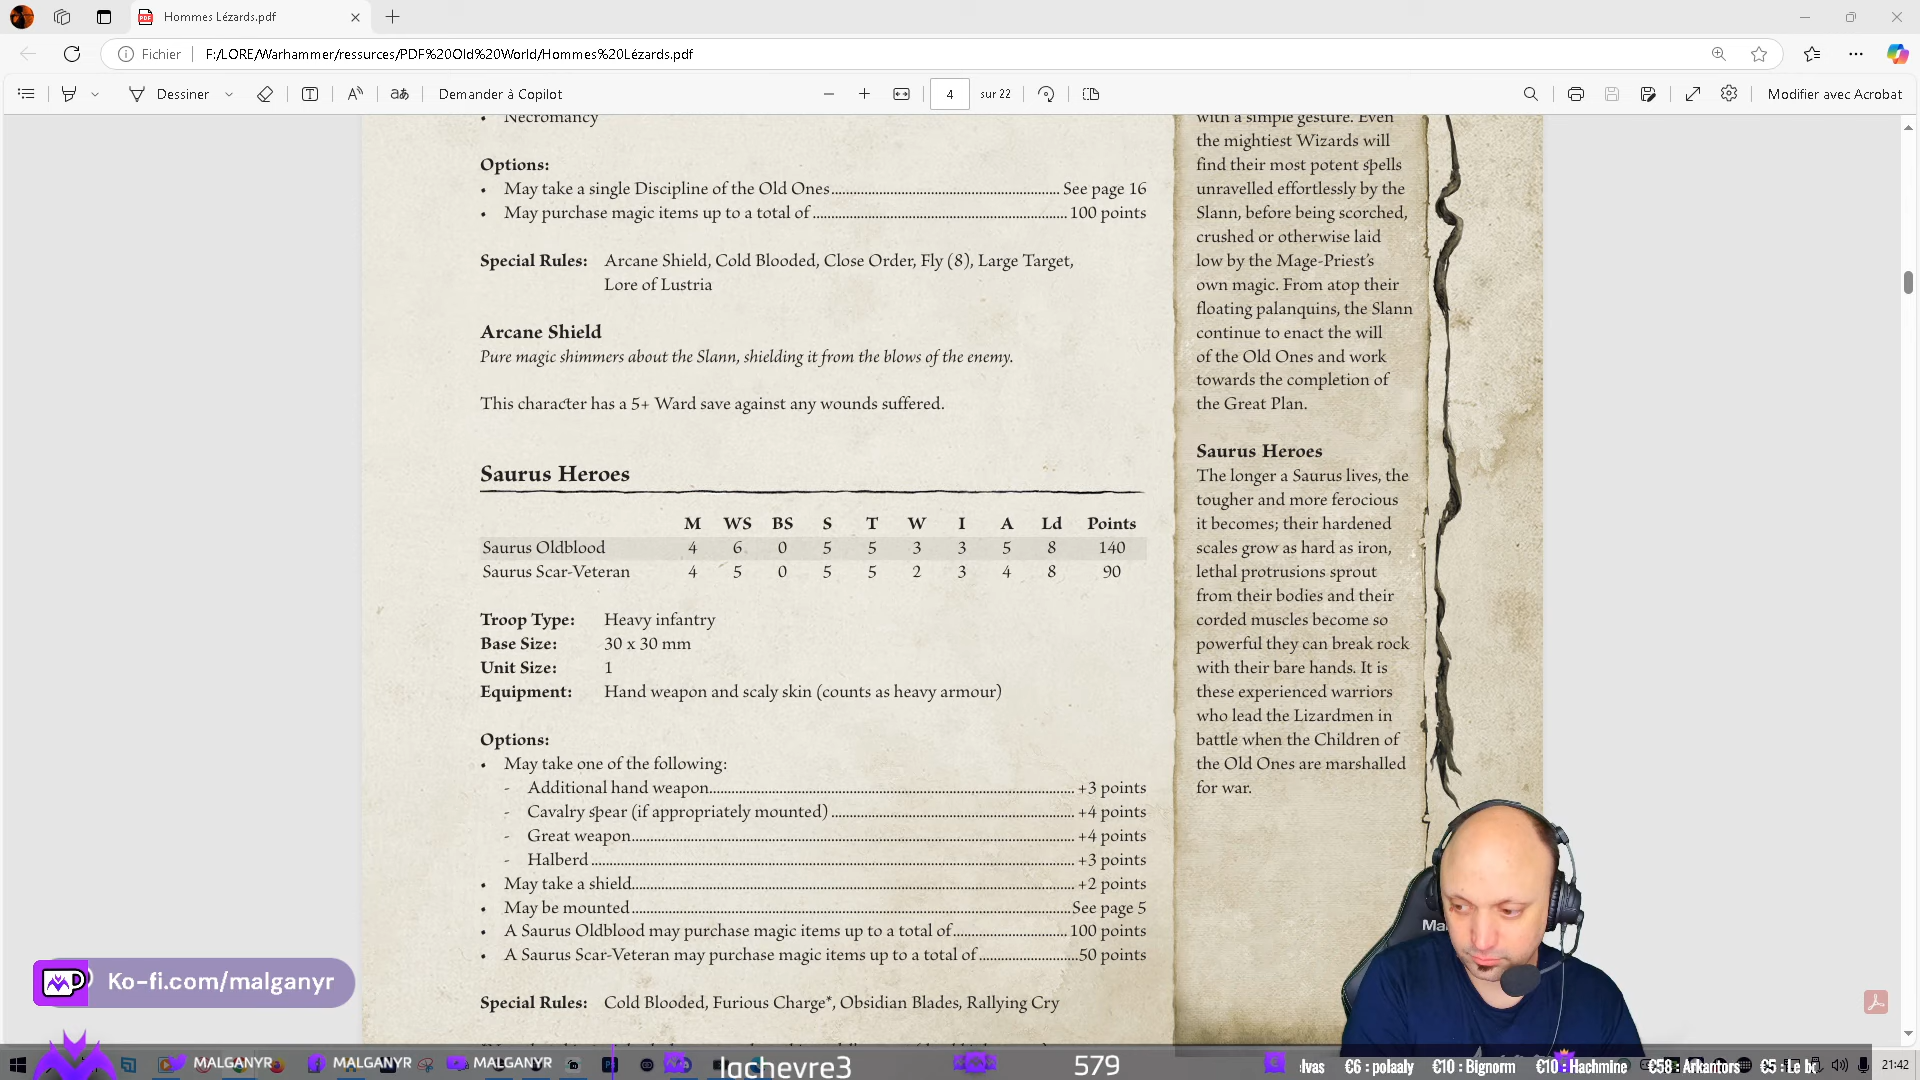 Hommes Lézards.pdf
Fichier
F:/LORE/Warhammer/ressources/PDF%20Old%20World/Hommes%20Lézards.pdf
Dessiner
Demander à Copilot
4
sur 22
Modifier avec Acrobat
• Necromancy
Options:
• May take a single Discipline of the Old Ones.......... See page 16
• May purchase magic items up to a total of .......... 100 points
Special Rules: Arcane Shield, Cold Blooded, Close Order, Fly (8), Large Target,
Lore of Lustria
Arcane Shield
Pure magic shimmers about the Slann, shielding it from the blows of the enemy.
This character has a 5+ Ward save against any wounds suffered.
Saurus Heroes
M WS BS S T W I A Ld Points
Saurus Oldblood 4 6 0 5 5 3 3 5 8 140
Saurus Scar-Veteran 4 5 0 5 5 2 3 4 8 90
Troop Type: Heavy infantry
Base Size: 30 x 30 mm
Unit Size: 1
Equipment: Hand weapon and scaly skin (counts as heavy armour)
Options:
• May take one of the following:
- Additional hand weapon.......... +3 points
- Cavalry spear (if appropriately mounted) .......... +4 points
- Great weapon.......... +4 points
- Halberd .......... +3 points
• May take a shield.......... +2 points
• May be mounted..........See page 5
• A Saurus Oldblood may purchase magic items up to a total of.......... 100 points
• A Saurus Scar-Veteran may purchase magic items up to a total of ..........50 points
Special Rules: Cold Blooded, Furious Charge*, Obsidian Blades, Rallying Cry
with a simple gesture. Even
the mightiest Wizards will
find their most potent spells
unravelled effortlessly by the
Slann, before being scorched,
crushed or otherwise laid
low by the Mage-Priest's
own magic. From atop their
floating palanquins, the Slann
continue to enact the will
of the Old Ones and work
towards the completion of
the Great Plan.
Saurus Heroes
The longer a Saurus lives, the
tougher and more ferocious
it becomes; their hardened
scales grow as hard as iron,
lethal protrusions sprout
from their bodies and their
corded muscles become so
powerful they can break rock
with their bare hands. It is
these experienced warriors
who lead the Lizardmen in
battle when the Children of
the Old Ones are marshalled
for war.
Ma
Ko-fi.com/malganyr
MALGANYR
MALGANYR
MALGANYR
lachevre3
579
lvas
€6 : polaaly
€10 : Bignorm
€10 : Hachmine
€58 : Arkantors
€5 : Le b
21:42